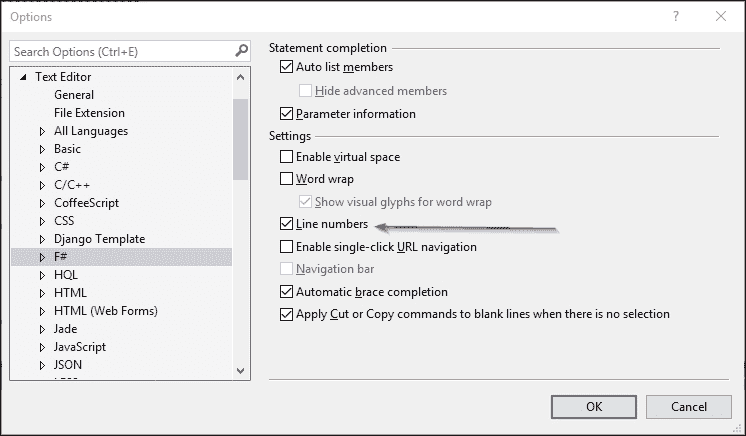 Options
?
Search Options (Ctrl+E)
Text Editor
General
File Extension
All Languages
Basic
C#
C/C++
CoffeeScript
CSS
Django Template
F#
HQL
HTML
HTML (Web Forms)
Jade
JavaScript
JSON
Statement completion
Auto list members
Hide advanced members
Parameter information
Settings
Enable virtual space
Word wrap
Show visual glyphs for word wrap
Line numbers
Enable single-click URL navigation
Navigation bar
Automatic brace completion
Apply Cut or Copy commands to blank lines when there is no selection
OK
Cancel